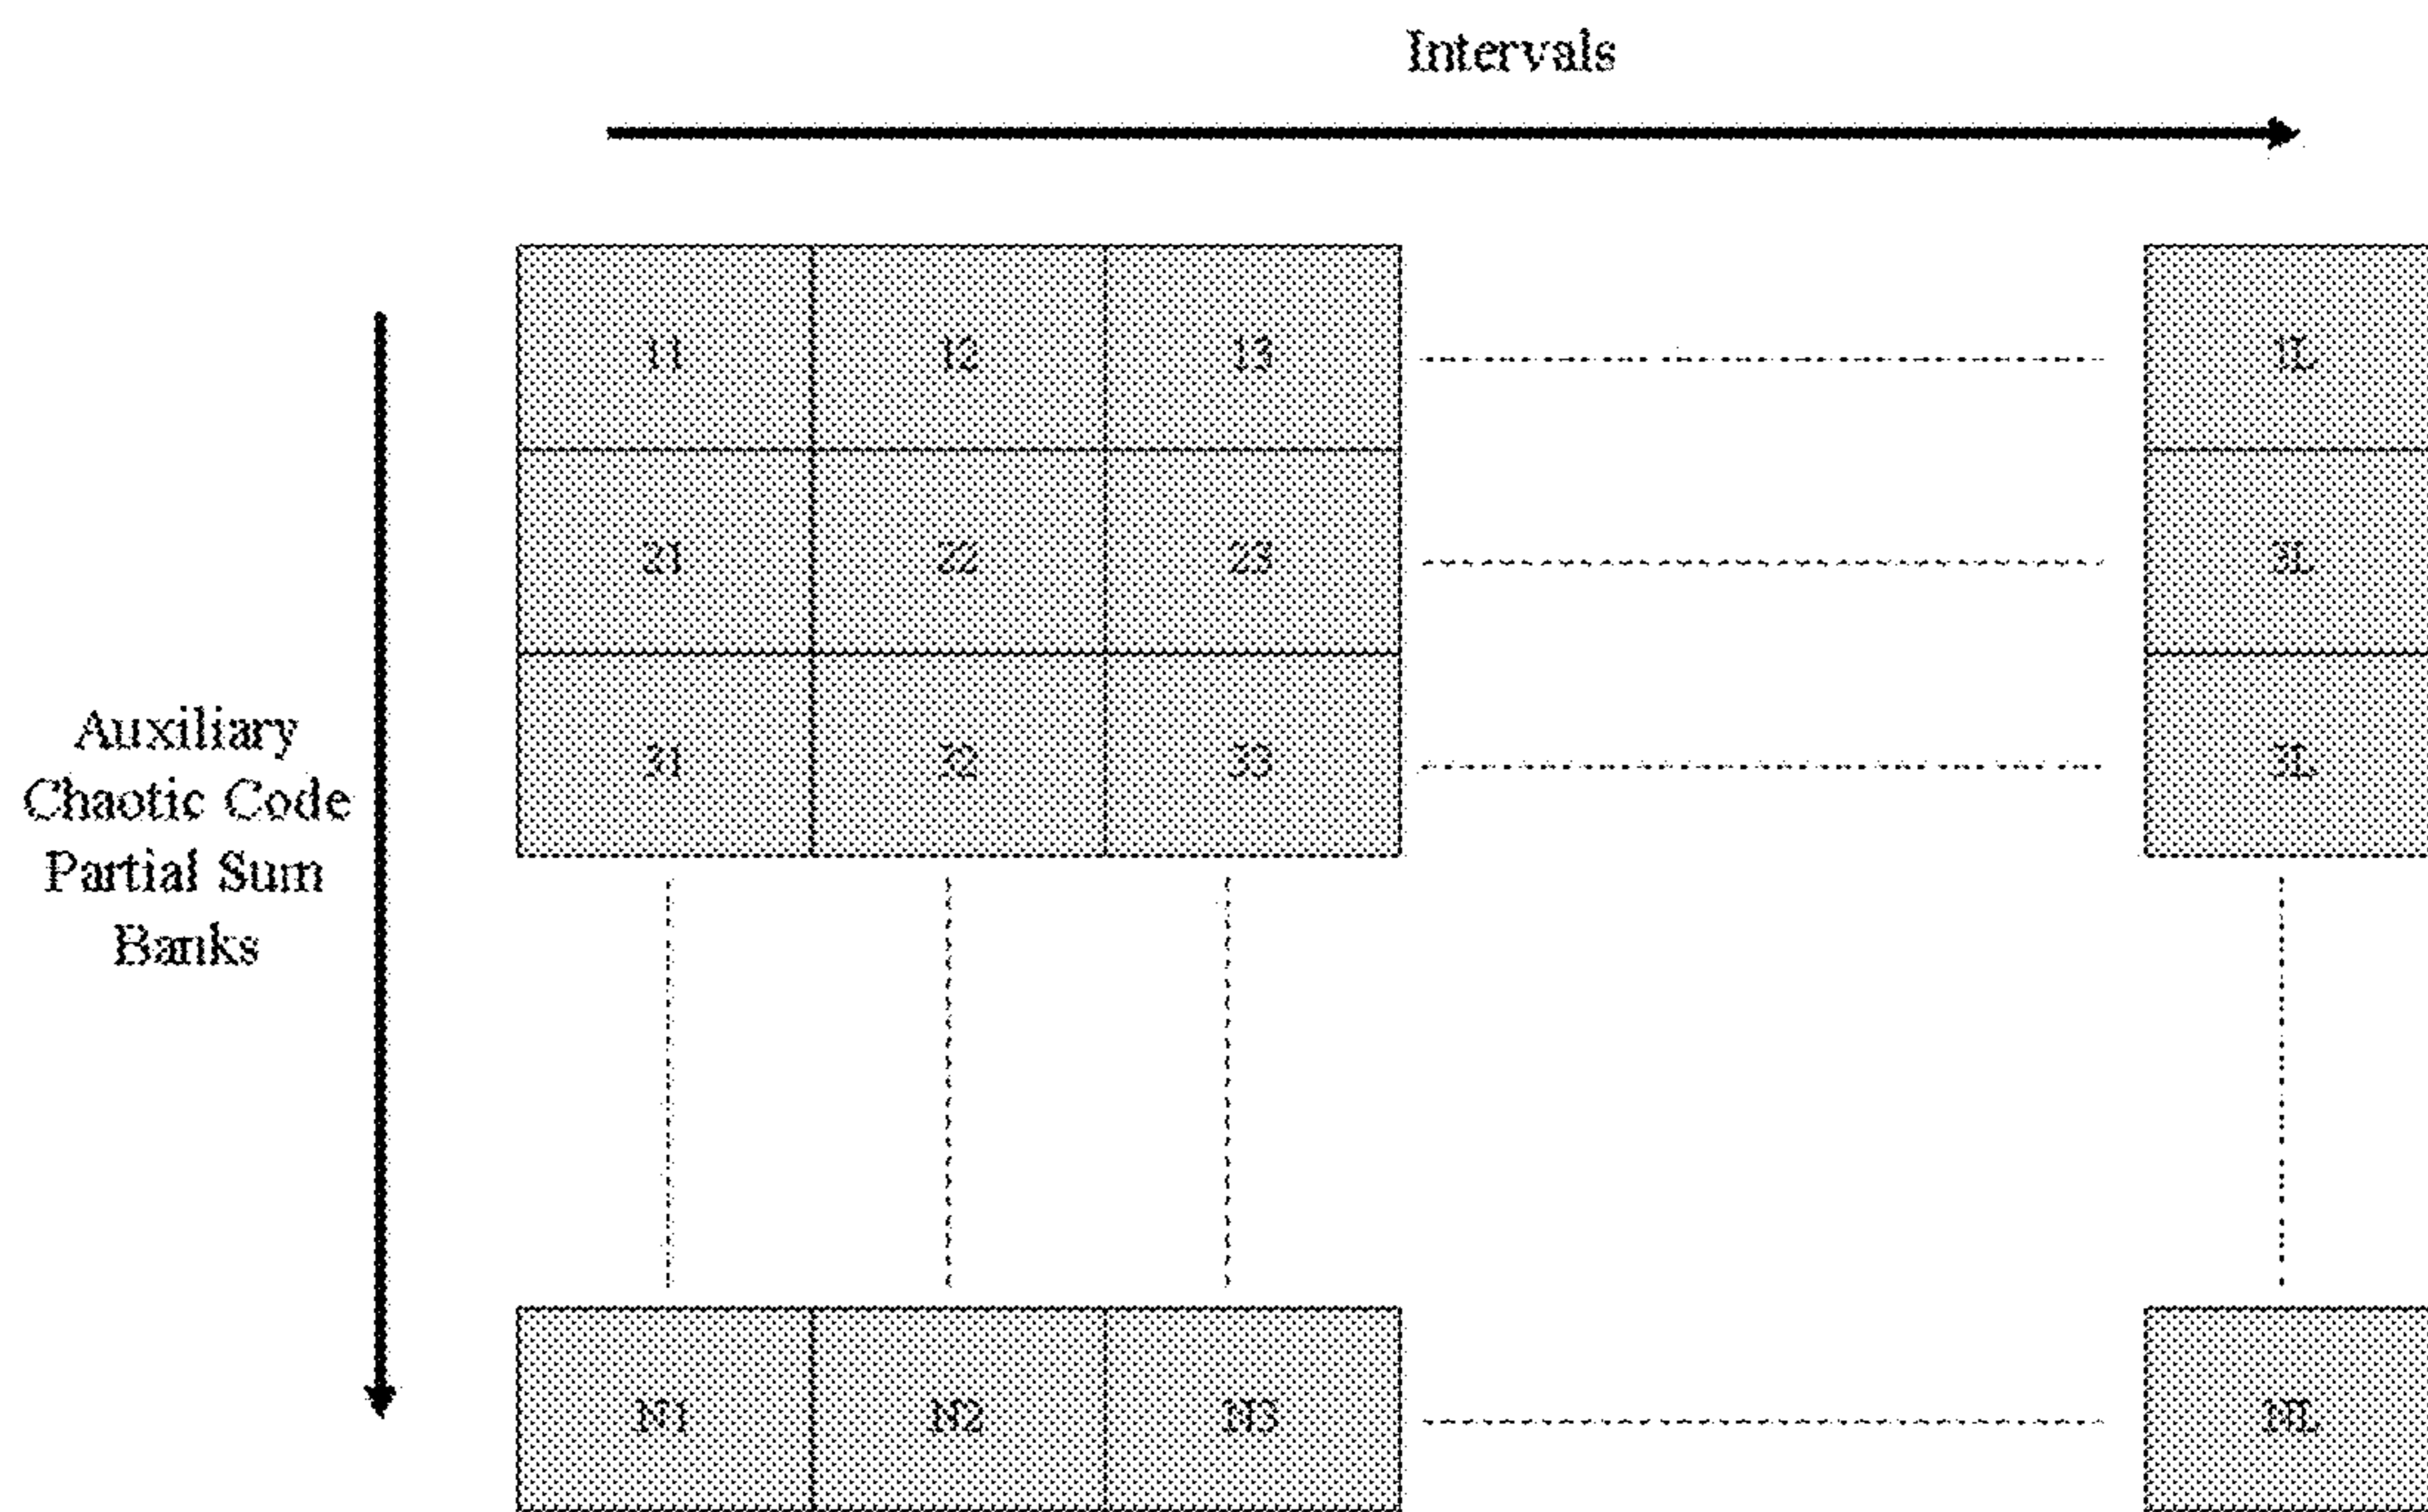 Intervals
11 12 13 1L
21 22 23
31 32 33 3L
Auxiliary
Chaotic Code
Partial Sum
Banks
N1 N2 N3 NL